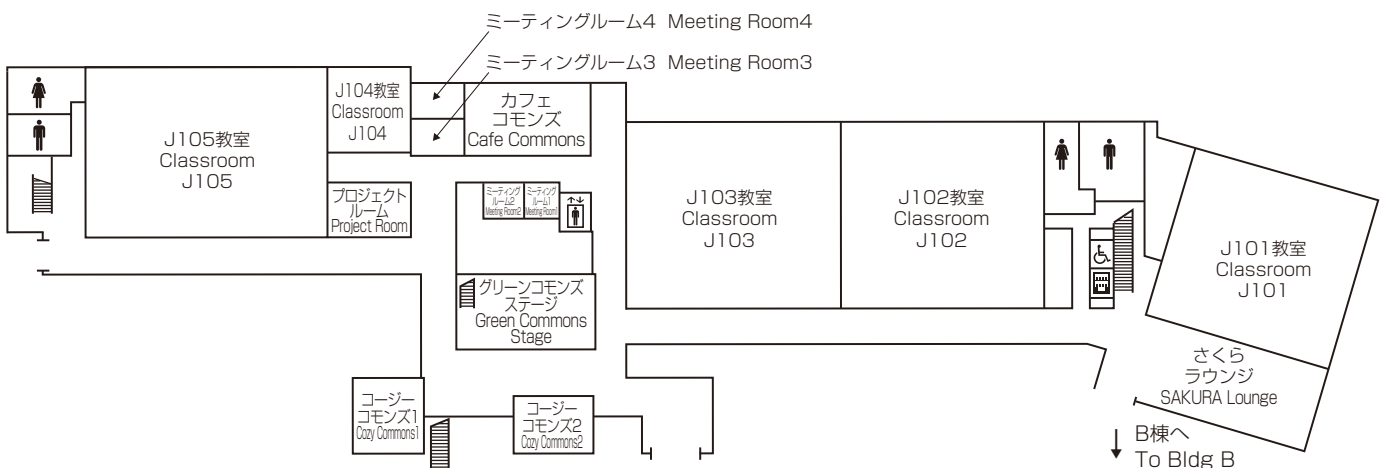 ミーティングルーム4 Meeting Room4
ミーティングルーム3 Meeting Room3
J105教室
Classroom
J105
J104教室
Classroom
J104
カフェ
コモンズ
Cafe Commons
プロジェクト
ルーム
Project Room
ミーティング
ルーム2
Meeting Room2
ミーティング
ルーム1
Meeting Room1
グリーンコモンズ
ステージ
Green Commons
Stage
コージー
コモンズ1
Cozy Commons1
コージー
コモンズ2
Cozy Commons2
J103教室
Classroom
J103
J102教室
Classroom
J102
J101教室
Classroom
J101
さくら
ラウンジ
SAKURA Lounge
B棟へ
To Bldg B